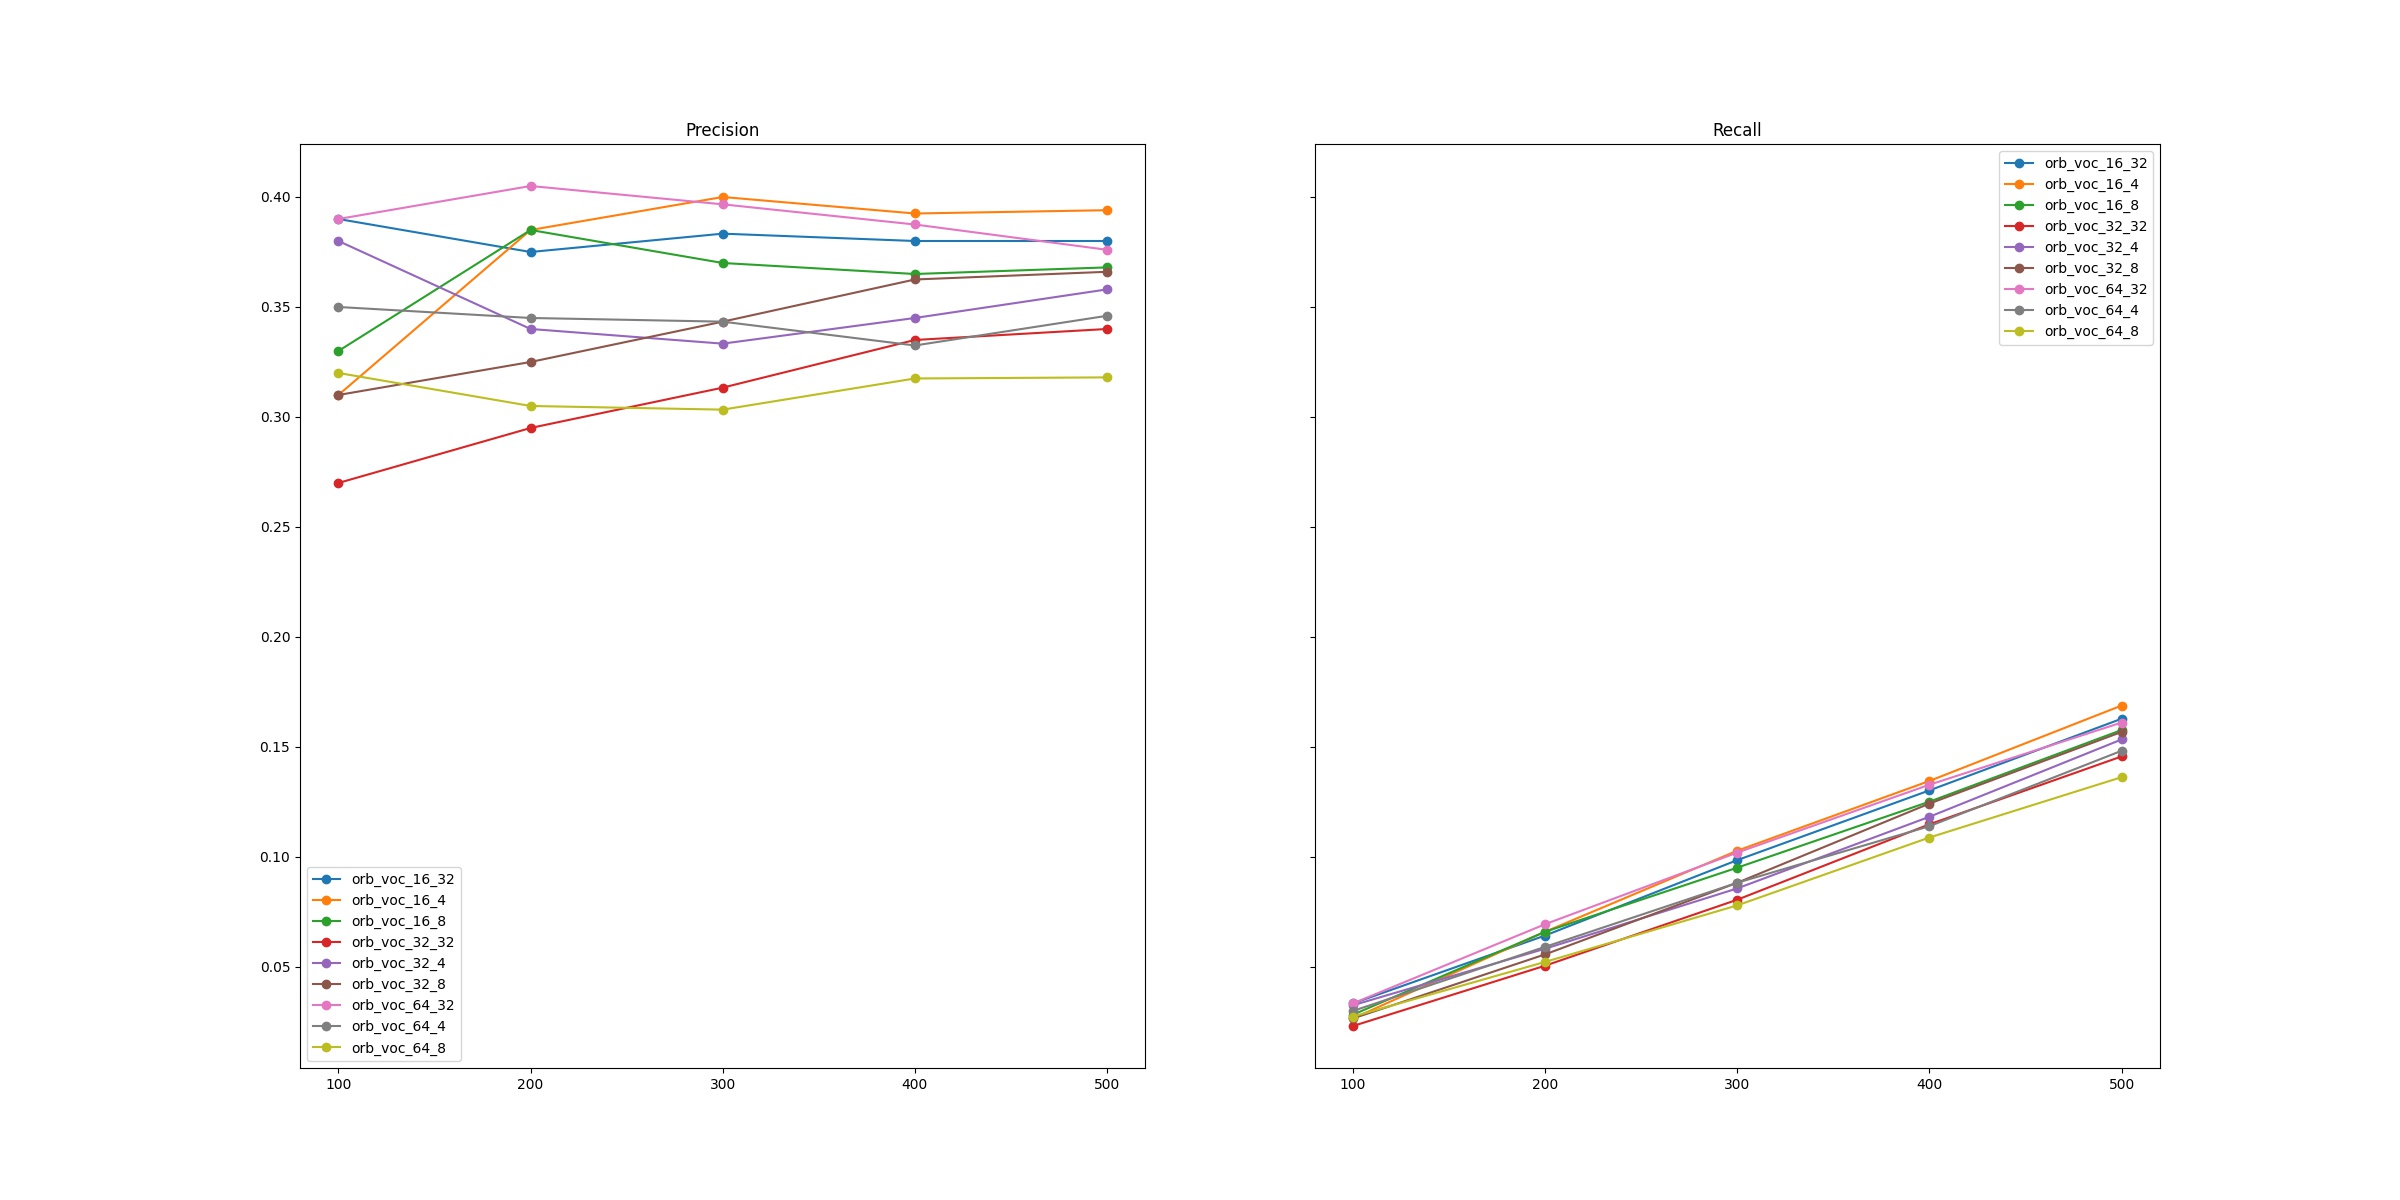 Precision
0.40
0.35
0.30
0.25
0.20
0.15
0.10
0.05
orb_voc_16_32
orb_voc_16_4
orb_voc_16_8
orb_voc_32_32
orb_voc_32_4
orb_voc_32_8
orb_voc_64_32
orb_voc_64_4
orb_voc_64_8
100 200 300 400 500
Recall
orb_voc_16_32
orb_voc_16_4
orb_voc_16_8
orb_voc_32_32
orb_voc_32_4
orb_voc_32_8
orb_voc_64_32
orb_voc_64_4
orb_voc_64_8
100 200 300 400 500